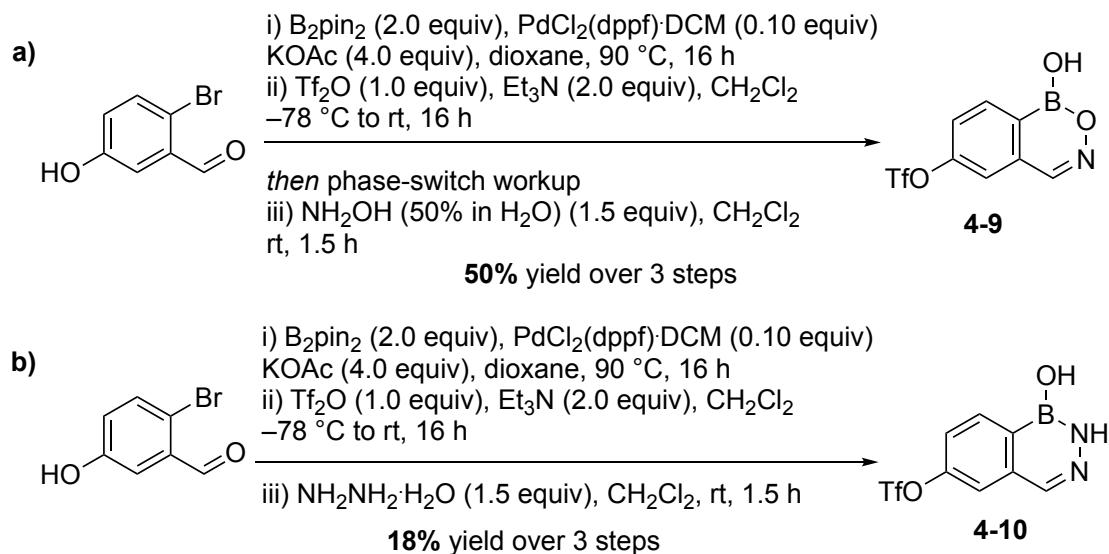 a)
i) B₂pin₂ (2.0 equiv), PdCl₂(dppf)·DCM (0.10 equiv)
KOAc (4.0 equiv), dioxane, 90 °C, 16 h
ii) Tf₂O (1.0 equiv), Et₃N (2.0 equiv), CH₂Cl₂
–78 °C to rt, 16 h
Br
HO
O
then phase-switch workup
iii) NH₂OH (50% in H₂O) (1.5 equiv), CH₂Cl₂
rt, 1.5 h
50% yield over 3 steps
OH
B
O
N
TfO
4-9
b)
i) B₂pin₂ (2.0 equiv), PdCl₂(dppf)·DCM (0.10 equiv)
KOAc (4.0 equiv), dioxane, 90 °C, 16 h
ii) Tf₂O (1.0 equiv), Et₃N (2.0 equiv), CH₂Cl₂
–78 °C to rt, 16 h
Br
HO
O
iii) NH₂NH₂·H₂O (1.5 equiv), CH₂Cl₂, rt, 1.5 h
18% yield over 3 steps
OH
B
NH
N
TfO
4-10